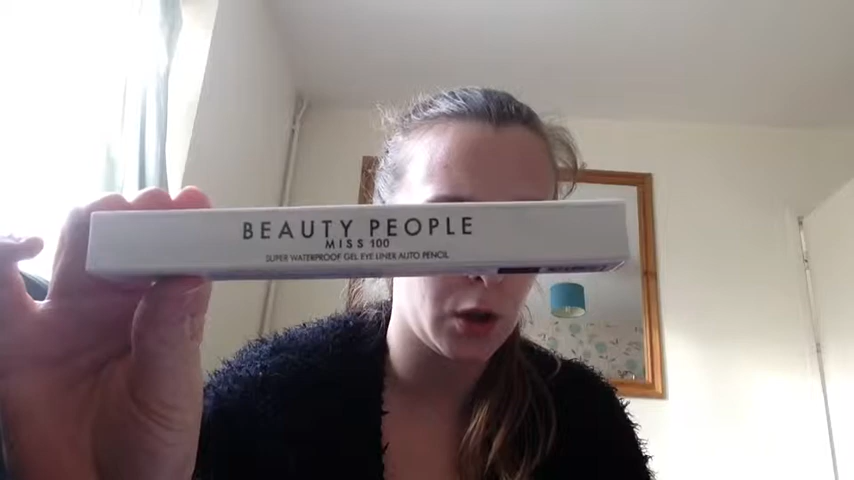 BEAUTY PEOPLE
MISS 100
SUPER WATERPROOF GEL EYE LINER AUTO PENCIL